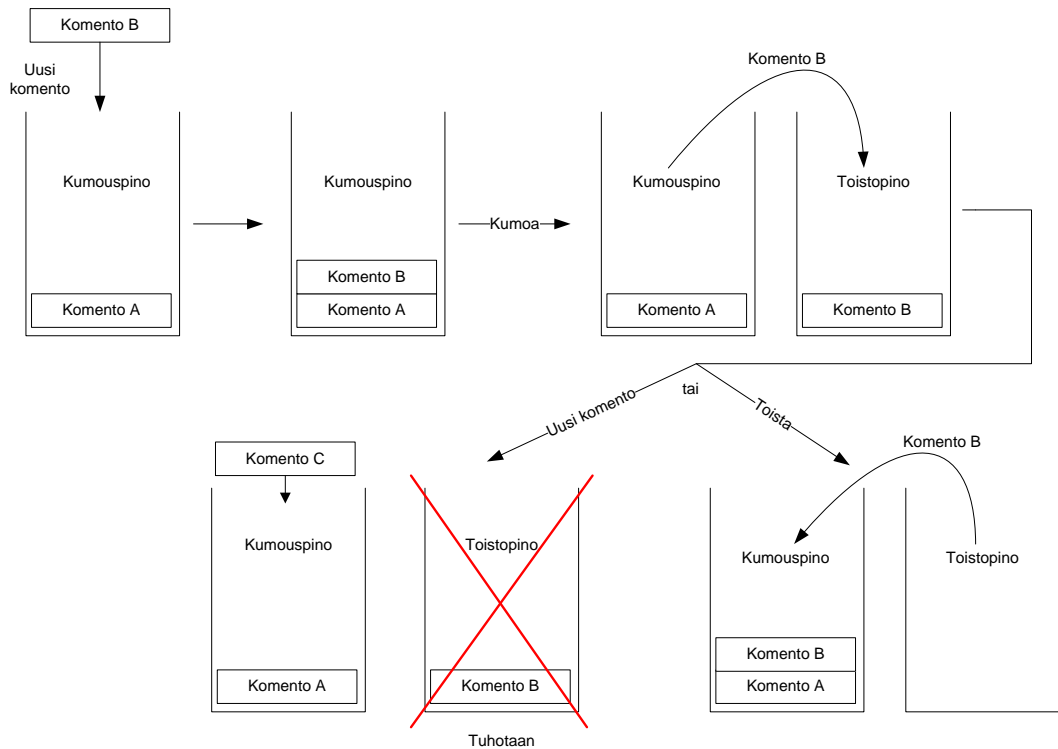 Komento B
Uusi
komento
Komento B
Kumouspino
Kumouspino
Kumouspino
Toistopino
Kumoa
Komento B
Komento A
Komento A
Komento A
Komento B
Uusi komento
tai
Toista
Komento C
Komento B
Kumouspino
Toistopino
Kumouspino
Toistopino
Komento B
Komento A
Komento B
Komento A
Tuhotaan